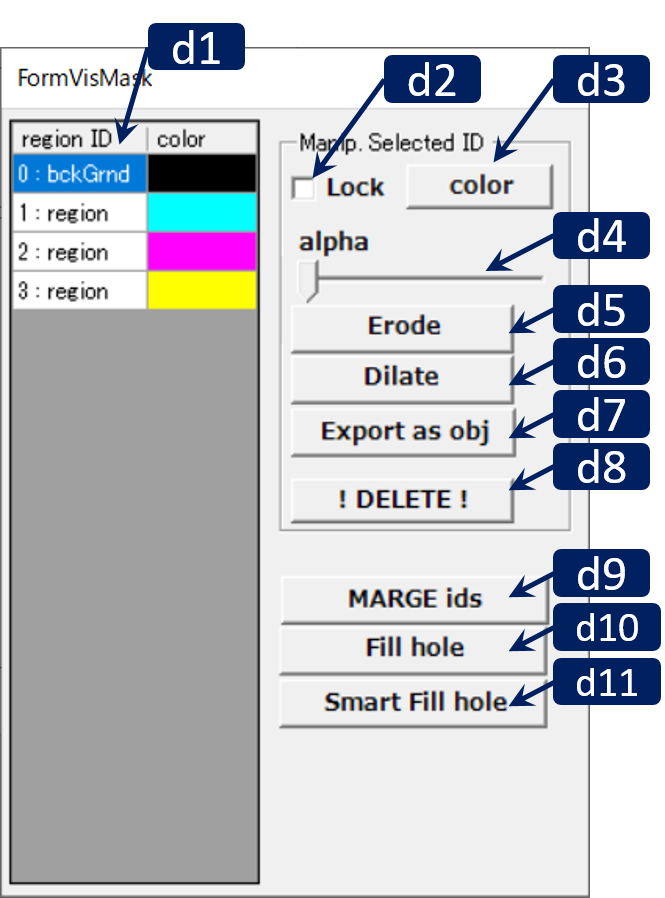 d1
FormVisMask
d2
d3
region ID color
Manip. Selected ID
0 : bckGrnd
Lock
color
1 : region
alpha
d4
2 : region
3 : region
Erode
d5
Dilate
d6
Export as obj
d7
! DELETE !
d8
MARGE ids
d9
Fill hole
d10
Smart Fill hole
d11